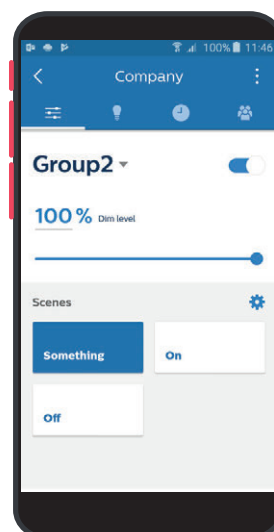 100% 11:46
Company
Group2
100 % Dim level
Scenes
Something
On
Off